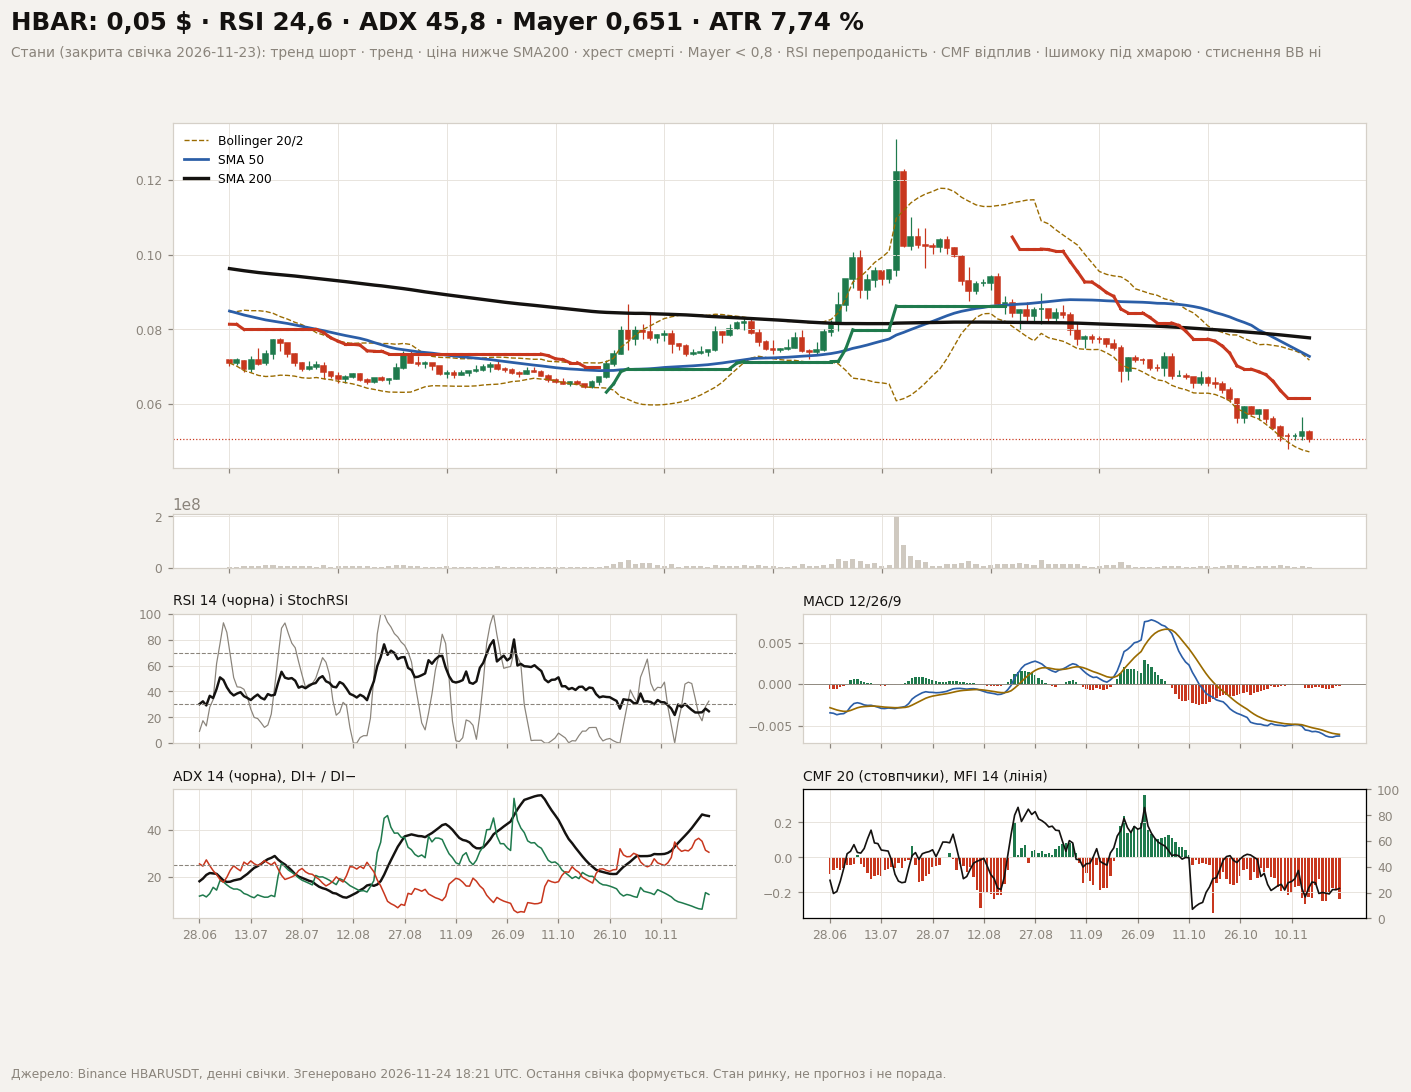 HBAR: 0,05 $ · RSI 24,6 · ADX 45,8 · Mayer 0,651 · ATR 7,74 %
Стани (закрита свічка 2026-11-23): тренд шорт · тренд · ціна нижче SMA200 · хрест смерті · Mayer < 0,8 · RSI перепроданість · CMF відплив · Ішимоку під хмарою · стиснення BB ні
Bollinger 20/2
SMA 50
SMA 200
0.12
0.10
0.08
0.06
1e8
2
0
RSI 14 (чорна) і StochRSI
100
80
60
40
20
0
MACD 12/26/9
0.005
0.000
−0.005
ADX 14 (чорна), DI+ / DI−
40
20
28.06 13.07 28.07 12.08 27.08 11.09 26.09 11.10 26.10 10.11
CMF 20 (стовпчики), MFI 14 (лінія)
0.2
0.0
−0.2
100
80
60
40
20
0
28.06 13.07 28.07 12.08 27.08 11.09 26.09 11.10 26.10 10.11
Джерело: Binance HBARUSDT, денні свічки. Згенеровано 2026-11-24 18:21 UTC. Остання свічка формується. Стан ринку, не прогноз і не порада.